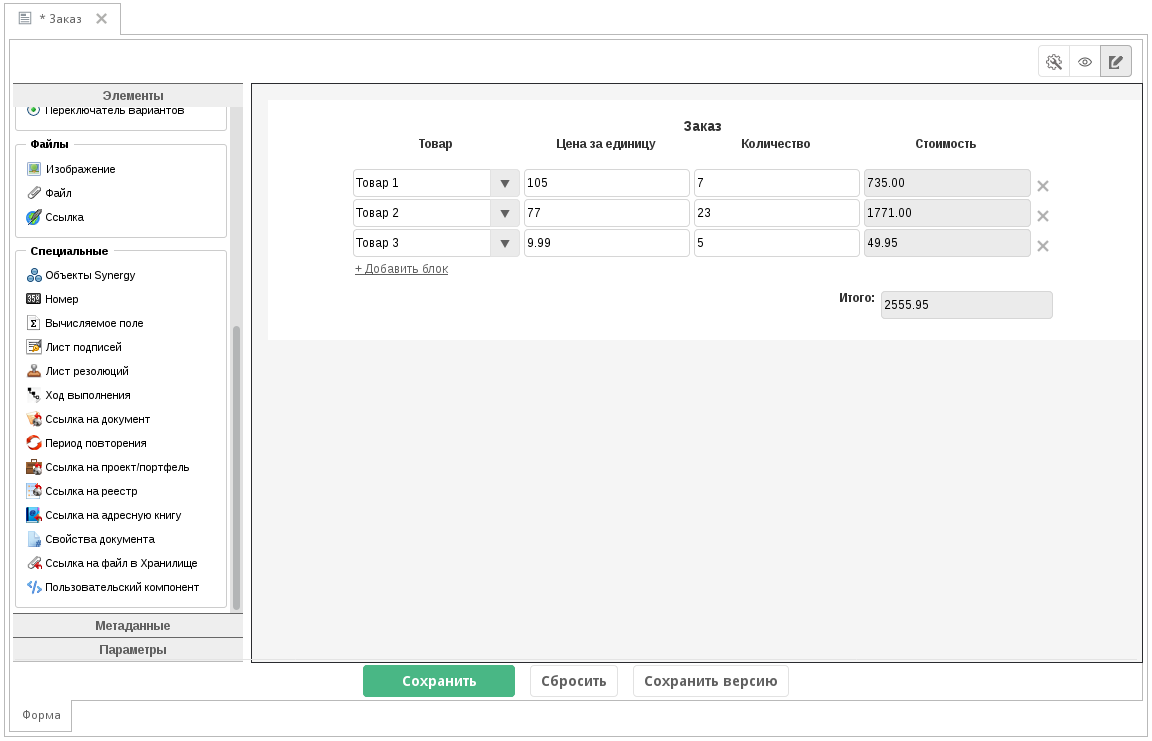 * Заказ
Элементы
Переключатель вариантов
Файлы
Изображение
Файл
Ссылка
Специальные
Объекты Synergy
Номер
Вычисляемое поле
Лист подписей
Лист резолюций
Ход выполнения
Ссылка на документ
Период повторения
Ссылка на проект/портфель
Ссылка на реестр
Ссылка на адресную книгу
Свойства документа
Ссылка на файл в Хранилище
Пользовательский компонент
Метаданные
Параметры
Заказ
Товар Цена за единицу Количество Стоимость
Товар 1 105 7 735.00
Товар 2 77 23 1771.00
Товар 3 9.99 5 49.95
+ Добавить блок
Итого: 2555.95
Сохранить Сбросить Сохранить версию
Форма